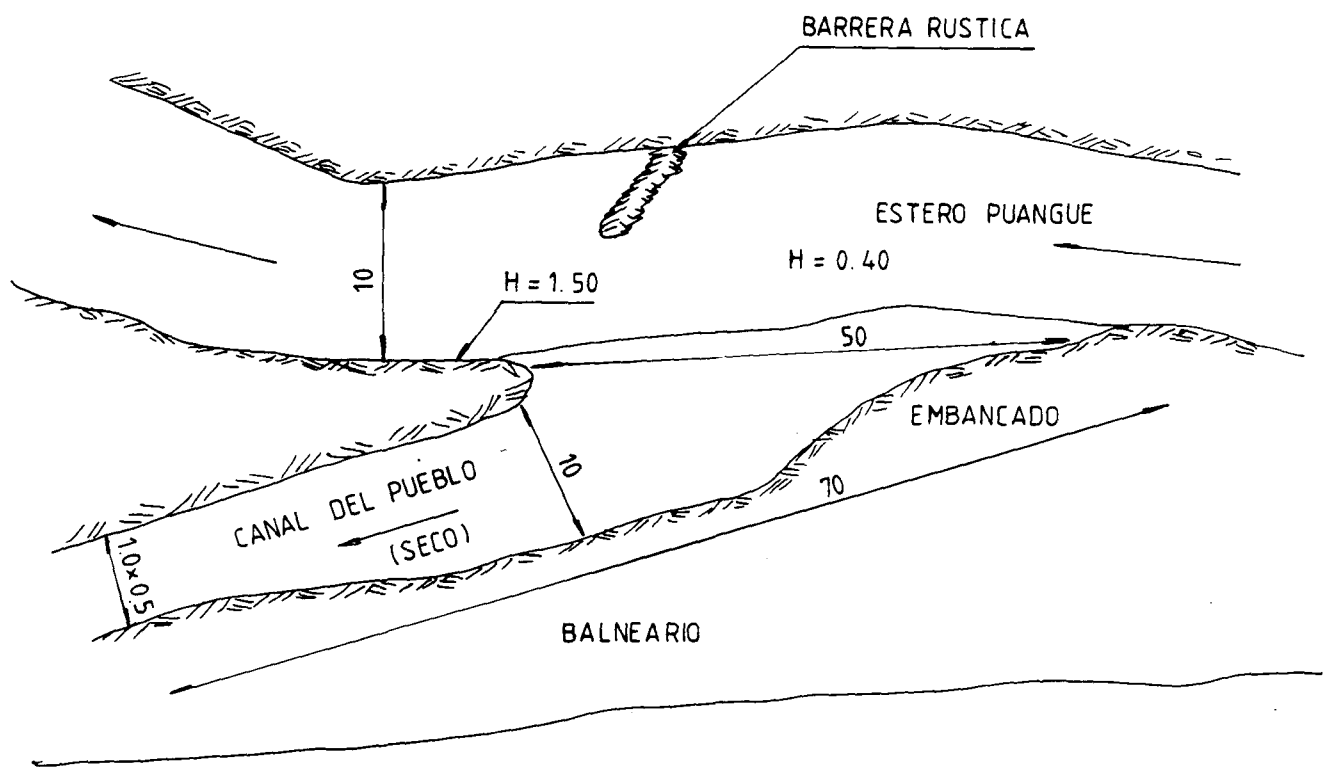 BARRERA RUSTICA
ESTERO PUANGUE
H = 0.40
10
H = 1.50
50
EMBANCADO
10
70
CANAL DEL PUEBLO
(SECO)
1.0x0.5
BALNEARIO